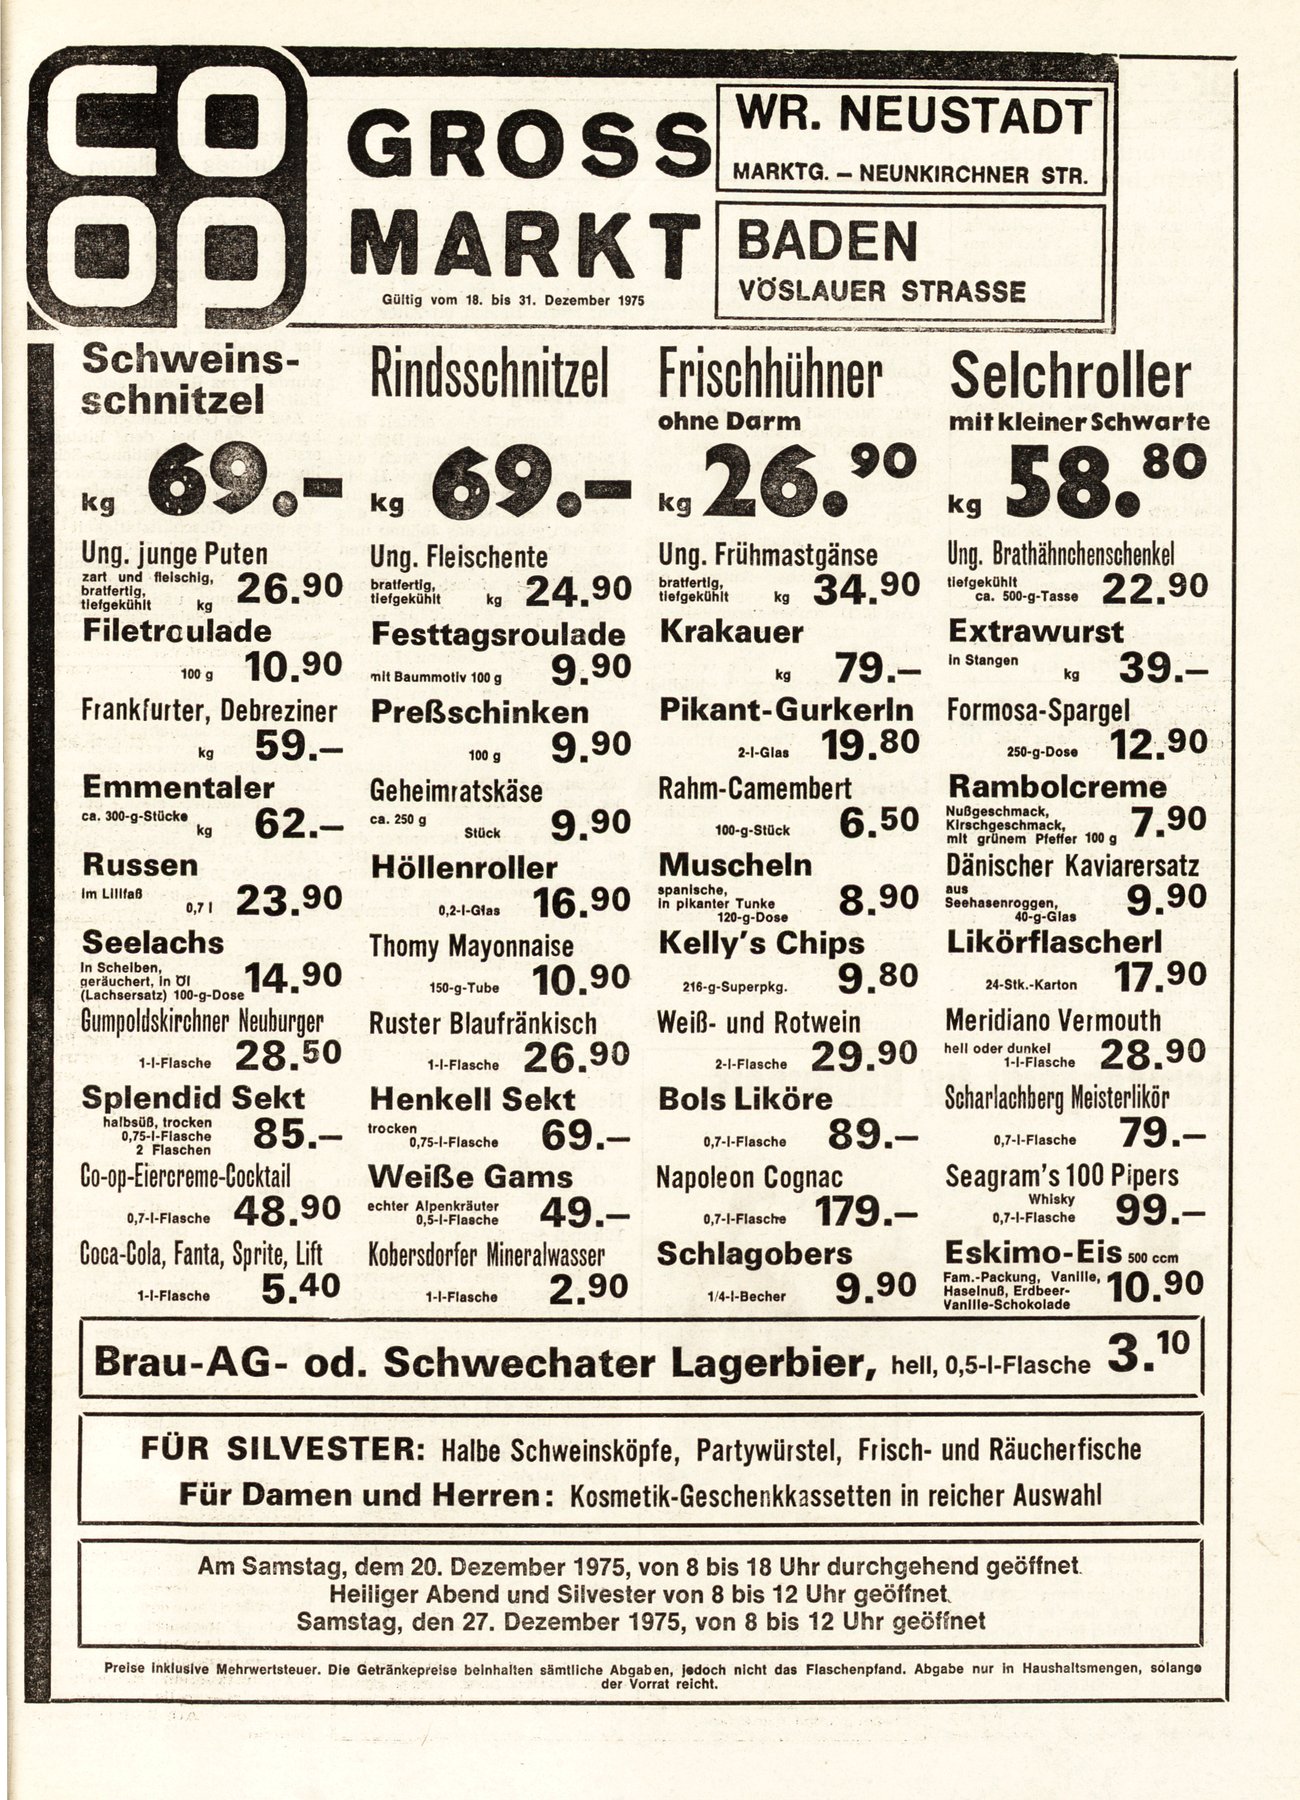 CO OP
GROSS
MARKT
Gültig vom 18. bis 31. Dezember 1975
WR. NEUSTADT
MARKTG. – NEUNKIRCHNER STR.
BADEN
VÖSLAUER STRASSE
Schweins-
schnitzel
kg 69.–
Rindsschnitzel
kg 69.–
Frischhühner
ohne Darm
kg 26.90
Selchroller
mit kleiner Schwarte
kg 58.80
Ung. junge Puten
zart und fleischig,
bratfertig,
tiefgekühlt kg 26.90
Ung. Fleischente
bratfertig,
tiefgekühlt kg 24.90
Ung. Frühmastgänse
bratfertig,
tiefgekühlt kg 34.90
Ung. Brathähnchenschenkel
tiefgekühlt
ca. 500-g-Tasse 22.90
Filetroulade
100 g 10.90
Festtagsroulade
mit Baummotiv 100 g 9.90
Krakauer
kg 79.–
Extrawurst
in Stangen kg 39.–
Frankfurter, Debreziner
kg 59.–
Preßschinken
100 g 9.90
Pikant-Gurkerln
2-l-Glas 19.80
Formosa-Spargel
250-g-Dose 12.90
Emmentaler
ca. 300-g-Stücke
kg 62.–
Geheimratskäse
ca. 250 g
Stück 9.90
Rahm-Camembert
100-g-Stück 6.50
Rambolcreme
Nußgeschmack,
Kirschgeschmack,
mit grünem Pfeffer 100 g 7.90
Russen
im Lillifaß
0,7 l 23.90
Höllenroller
0,2-l-Glas 16.90
Muscheln
spanische,
in pikanter Tunke
120-g-Dose 8.90
Dänischer Kaviarersatz
aus
Seehasenroggen,
40-g-Glas 9.90
Seelachs
in Scheiben,
geräuchert, in Öl
(Lachsersatz) 100-g-Dose 14.90
Thomy Mayonnaise
150-g-Tube 10.90
Kelly's Chips
216-g-Superpkg. 9.80
Likörflascherl
24-Stk.-Karton 17.90
Gumpoldskirchner Neuburger
1-l-Flasche 28.50
Ruster Blaufränkisch
1-l-Flasche 26.90
Weiß- und Rotwein
2-l-Flasche 29.90
Meridiano Vermouth
hell oder dunkel
1-l-Flasche 28.90
Splendid Sekt
halbsüß, trocken
0,75-l-Flasche
2 Flaschen 85.–
Henkell Sekt
trocken
0,75-l-Flasche 69.–
Bols Liköre
0,7-l-Flasche 89.–
Scharlachberg Meisterlikör
0,7-l-Flasche 79.–
Co-op-Eiercreme-Cocktail
0,7-l-Flasche 48.90
Weiße Gams
echter Alpenkräuter
0,5-l-Flasche 49.–
Napoleon Cognac
0,7-l-Flasche 179.–
Seagram's 100 Pipers
Whisky
0,7-l-Flasche 99.–
Coca-Cola, Fanta, Sprite, Lift
1-l-Flasche 5.40
Kobersdorfer Mineralwasser
1-l-Flasche 2.90
Schlagobers
1/4-l-Becher 9.90
Eskimo-Eis 500 ccm
Fam.-Packung, Vanille,
Haselnuß, Erdbeer-
Vanille-Schokolade 10.90
Brau-AG- od. Schwechater Lagerbier, hell, 0,5-l-Flasche 3.10
FÜR SILVESTER: Halbe Schweinsköpfe, Partywürstel, Frisch- und Räucherfische
Für Damen und Herren: Kosmetik-Geschenkkassetten in reicher Auswahl
Am Samstag, dem 20. Dezember 1975, von 8 bis 18 Uhr durchgehend geöffnet.
Heiliger Abend und Silvester von 8 bis 12 Uhr geöffnet.
Samstag, den 27. Dezember 1975, von 8 bis 12 Uhr geöffnet
Preise inklusive Mehrwertsteuer. Die Getränkepreise beinhalten sämtliche Abgaben, jedoch nicht das Flaschenpfand. Abgabe nur in Haushaltsmengen, solange
der Vorrat reicht.